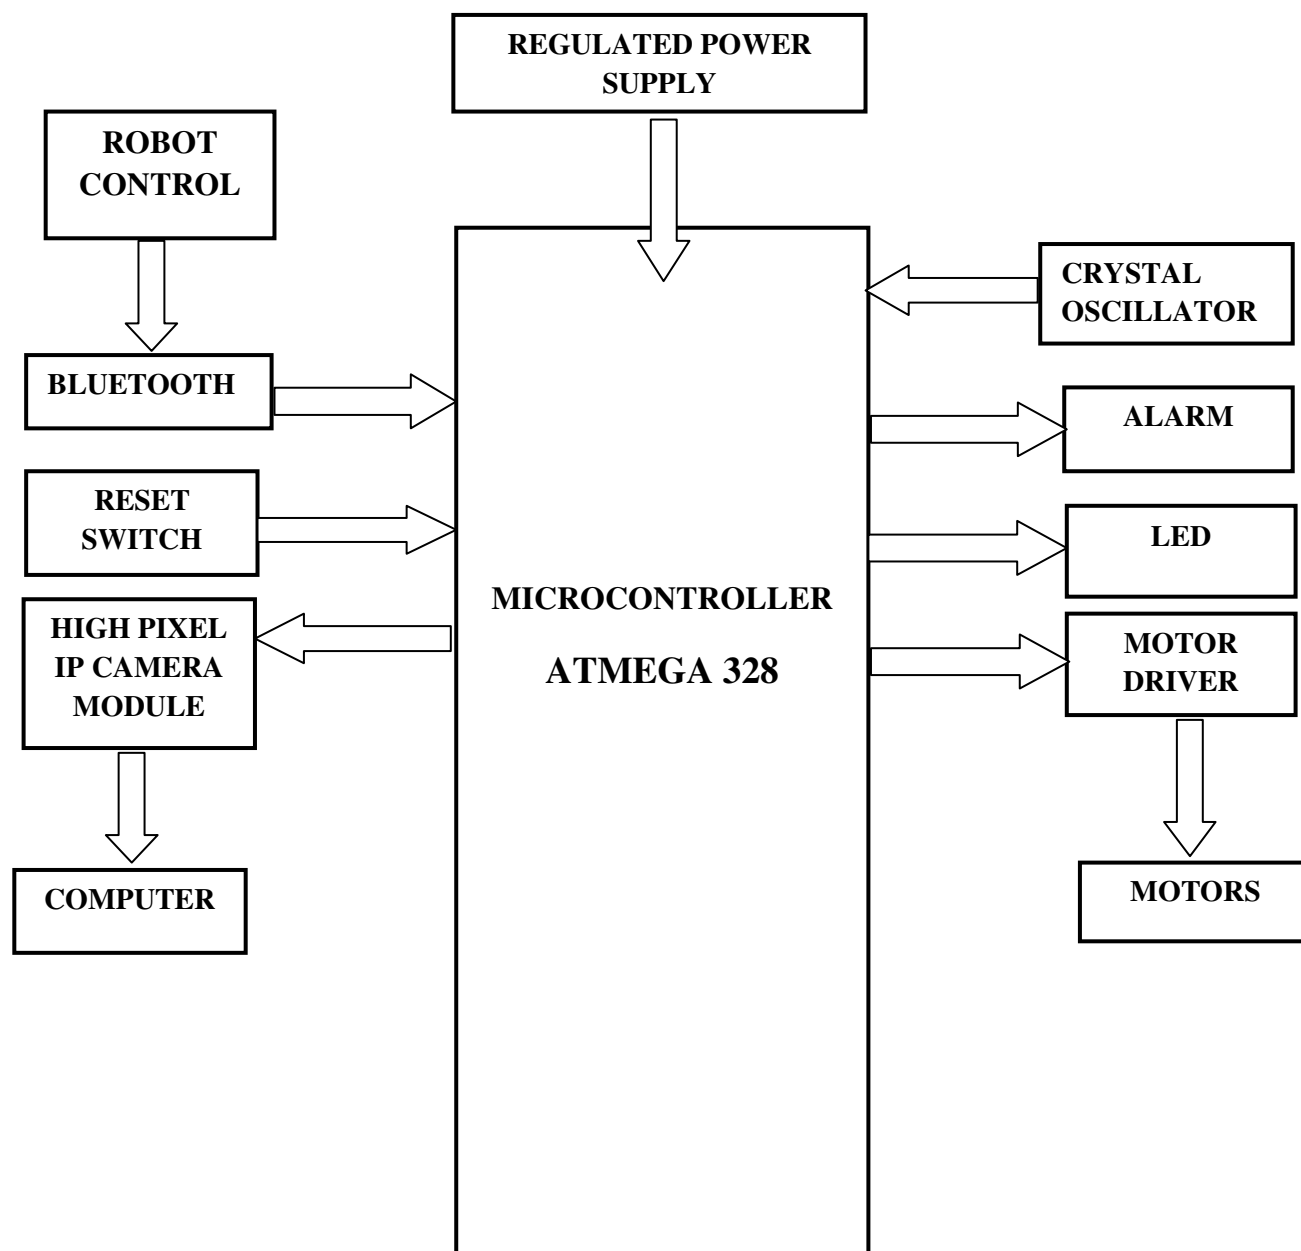 REGULATED POWER
SUPPLY
ROBOT
CONTROL
CRYSTAL
OSCILLATOR
BLUETOOTH
ALARM
RESET
SWITCH
LED
MICROCONTROLLER
ATMEGA 328
HIGH PIXEL
IP CAMERA
MODULE
MOTOR
DRIVER
COMPUTER
MOTORS